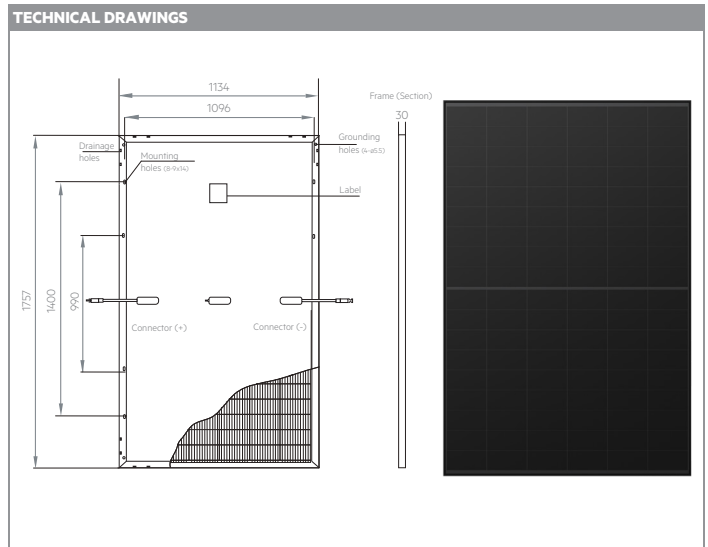 TECHNICAL DRAWINGS
1134
1096
Frame (Section)
30
Drainage
holes
Mounting
holes (8-9x14)
Grounding
holes (4-ø5.5)
Label
1757
1400
990
Connector (+)
Connector (-)